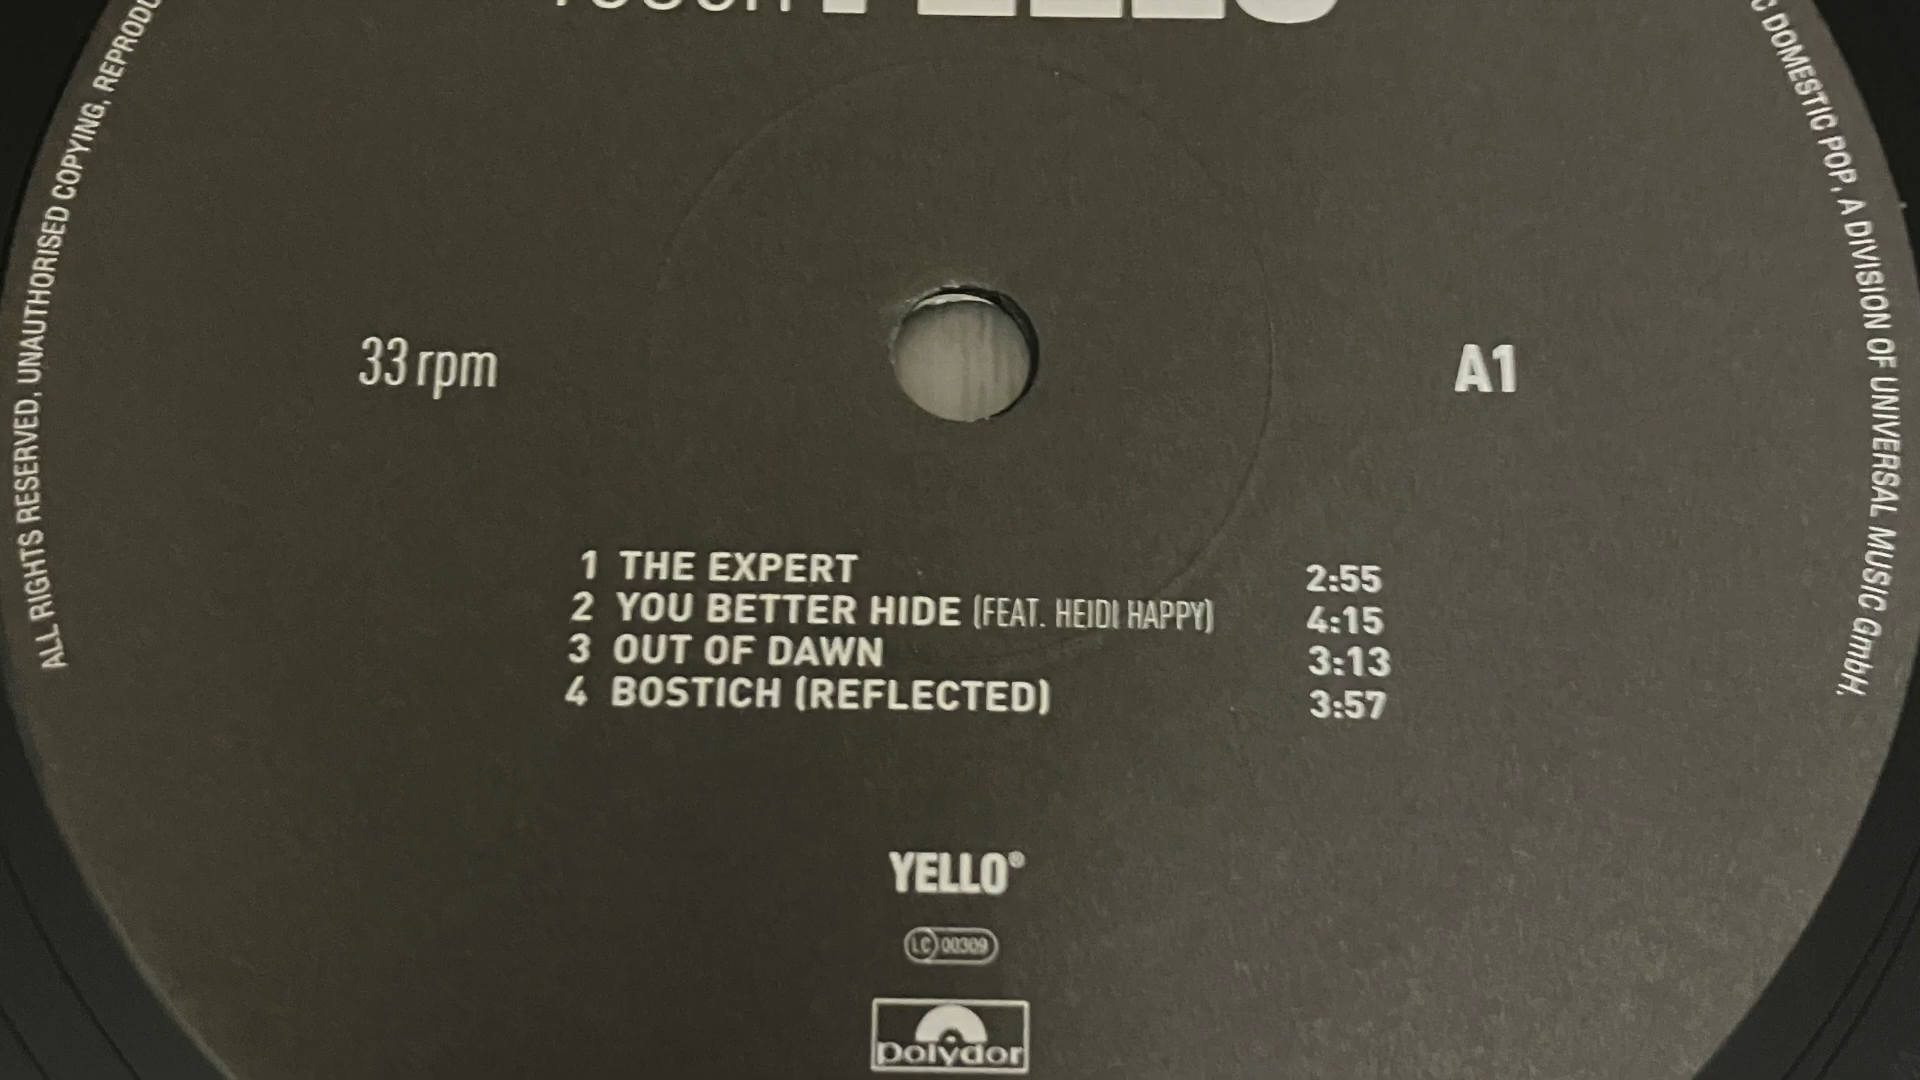 TOUCH YELLO
ALL RIGHTS RESERVED, UNAUTHORISED COPYING,
DOMESTIC POP, A DIVISION OF UNIVERSAL MUSIC GmbH.
33 rpm
A1
1 THE EXPERT 2:55
2 YOU BETTER HIDE (FEAT. HEIDI HAPPY) 4:15
3 OUT OF DAWN 3:13
4 BOSTICH (REFLECTED) 3:57
YELLO®
LC 00309
polydor